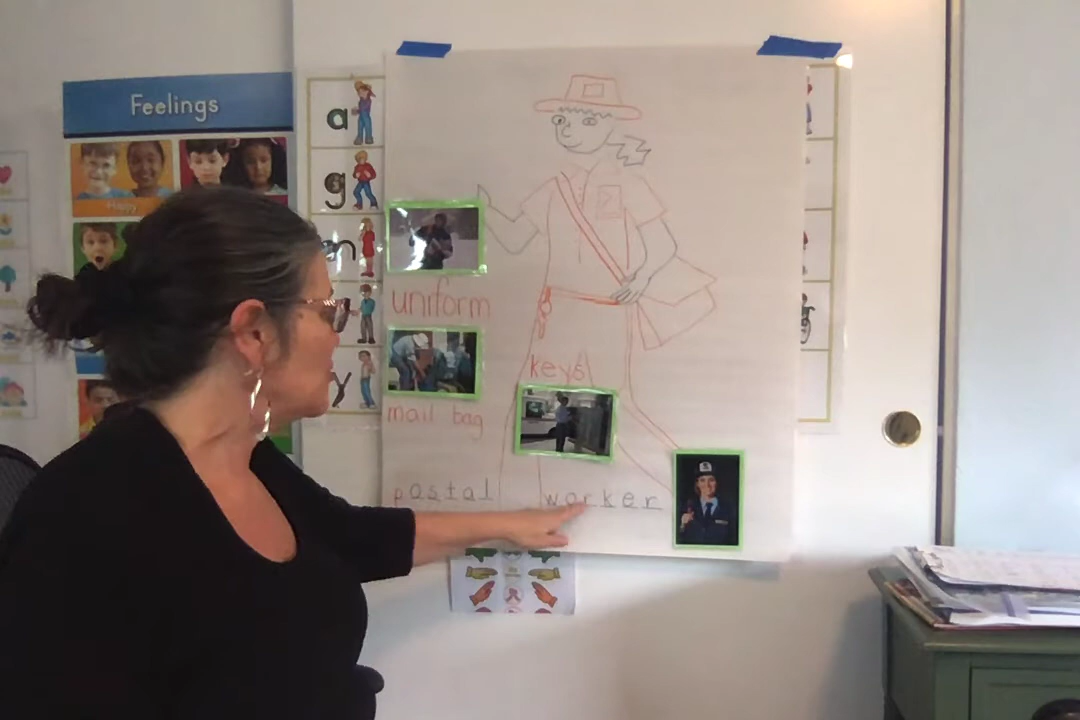 Feelings
Happy
a
g
m
y
uniform
keys
mail bag
postal worker